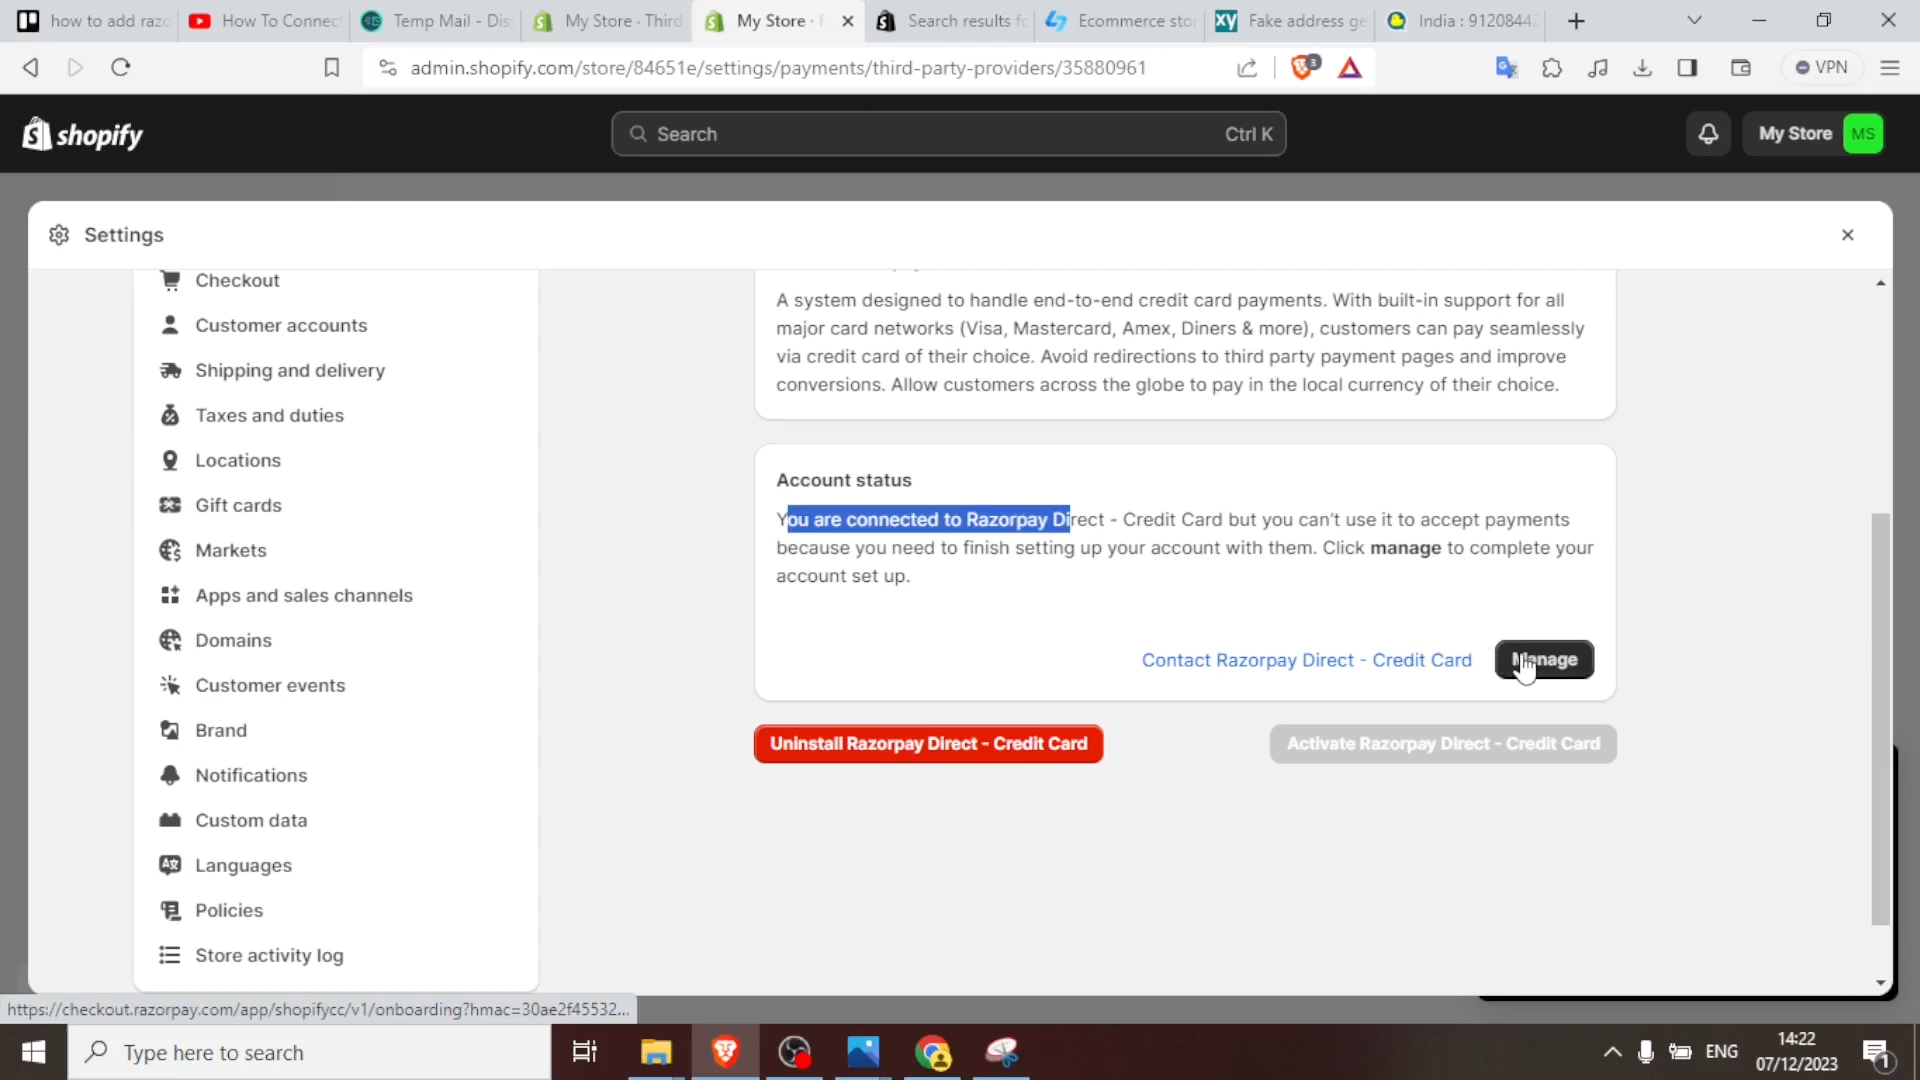 how to add razo
How To Connect
Temp Mail - Dis
My Store · Third
My Store ·
Search results fo
Ecommerce stor
xy Fake address ge
India : 9120844
admin.shopify.com/store/84651e/settings/payments/third-party-providers/35880961
3
VPN
shopify
Search
Ctrl K
My Store
MS
Settings
Checkout
Customer accounts
Shipping and delivery
Taxes and duties
Locations
Gift cards
Markets
Apps and sales channels
Domains
Customer events
Brand
Notifications
Custom data
Languages
Policies
Store activity log
A system designed to handle end-to-end credit card payments. With built-in support for all
major card networks (Visa, Mastercard, Amex, Diners & more), customers can pay seamlessly
via credit card of their choice. Avoid redirections to third party payment pages and improve
conversions. Allow customers across the globe to pay in the local currency of their choice.
Account status
You are connected to Razorpay Direct - Credit Card but you can't use it to accept payments
because you need to finish setting up your account with them. Click manage to complete your
account set up.
Contact Razorpay Direct - Credit Card
Manage
Uninstall Razorpay Direct - Credit Card
Activate Razorpay Direct - Credit Card
https://checkout.razorpay.com/app/shopifycc/v1/onboarding?hmac=30ae2f45532...
Type here to search
ENG
14:22
07/12/2023
1